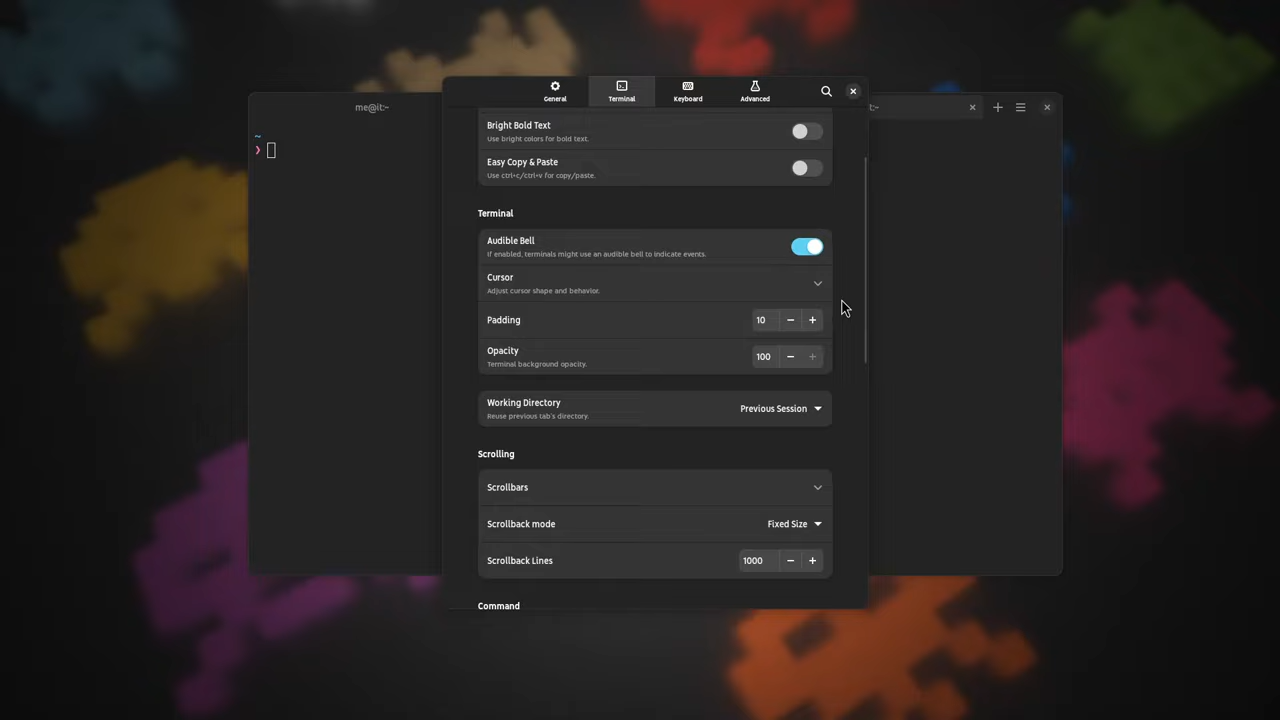 General
Terminal
Keyboard
Advanced
me@it:~
t:~
~
❯
Bright Bold Text
Use bright colors for bold text.
Easy Copy & Paste
Use ctrl+c/ctrl+v for copy/paste.
Terminal
Audible Bell
If enabled, terminals might use an audible bell to indicate events.
Cursor
Adjust cursor shape and behavior.
Padding
10
Opacity
Terminal background opacity.
100
Working Directory
Reuse previous tab's directory.
Previous Session
Scrolling
Scrollbars
Scrollback mode
Fixed Size
Scrollback Lines
1000
Command